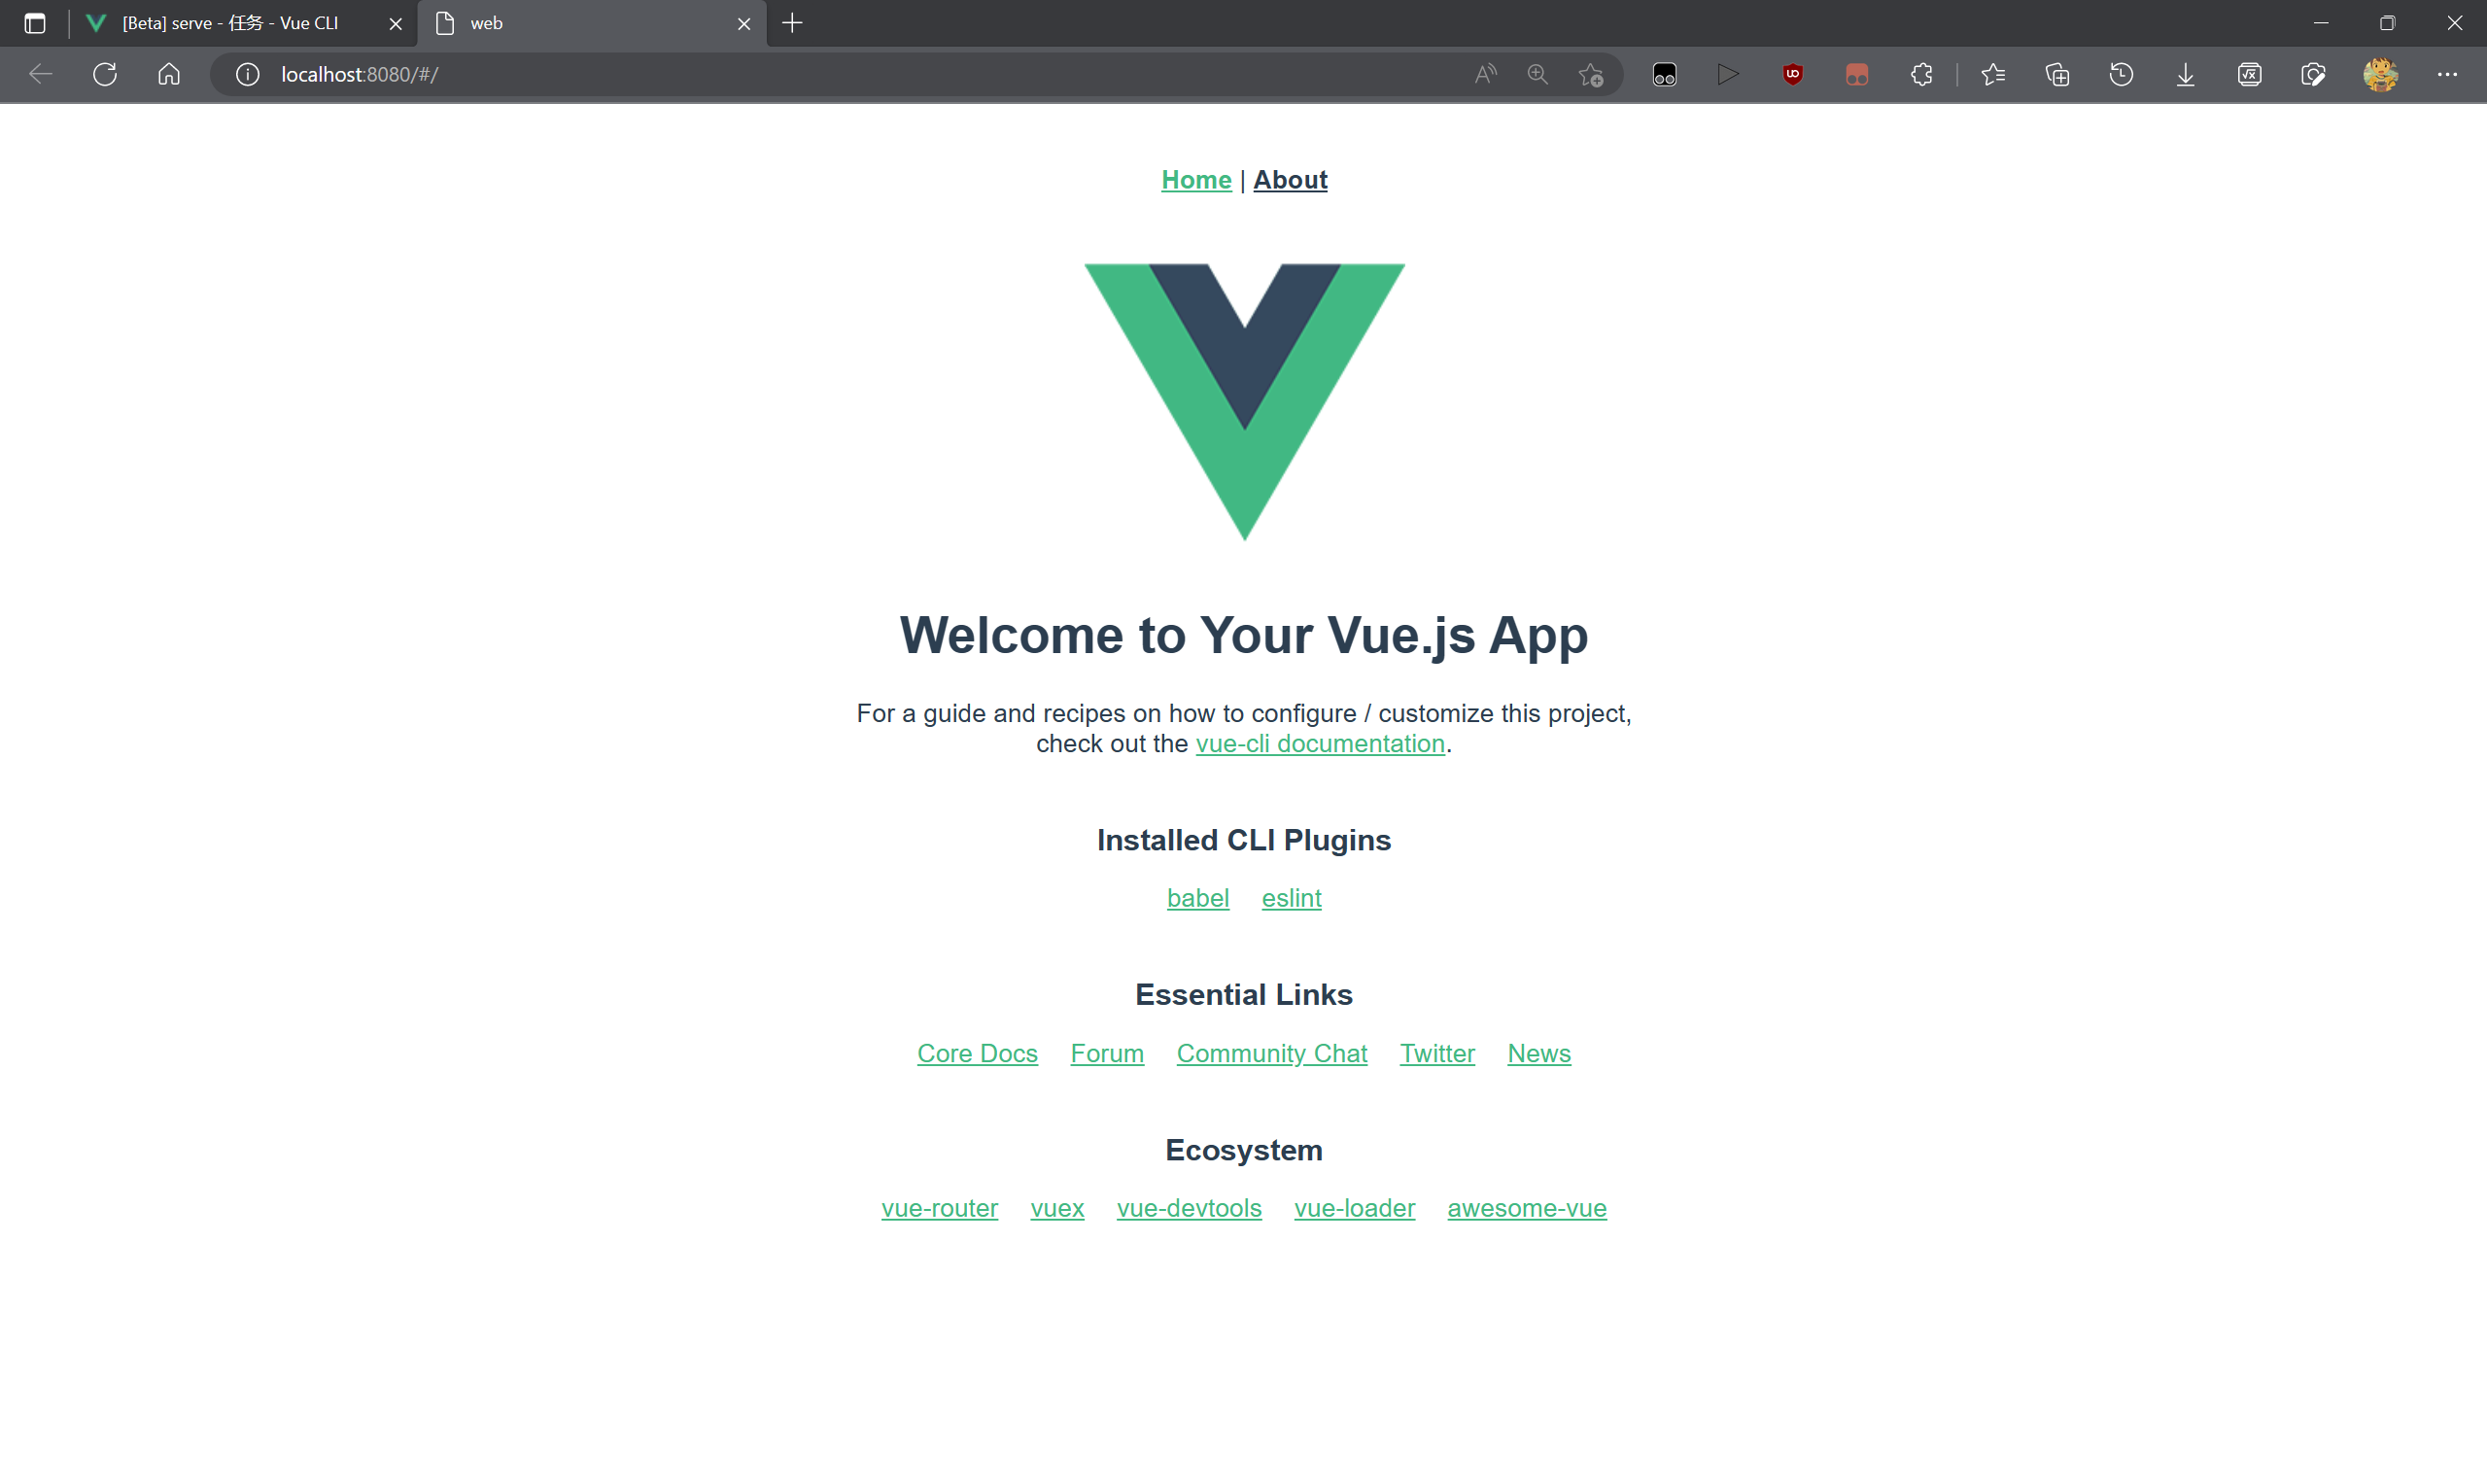 [Beta] serve - 任务 - Vue CLI
web
localhost:8080/#/
Home | About
Welcome to Your Vue.js App
For a guide and recipes on how to configure / customize this project,
check out the vue-cli documentation.
Installed CLI Plugins
babel eslint
Essential Links
Core Docs Forum Community Chat Twitter News
Ecosystem
vue-router vuex vue-devtools vue-loader awesome-vue